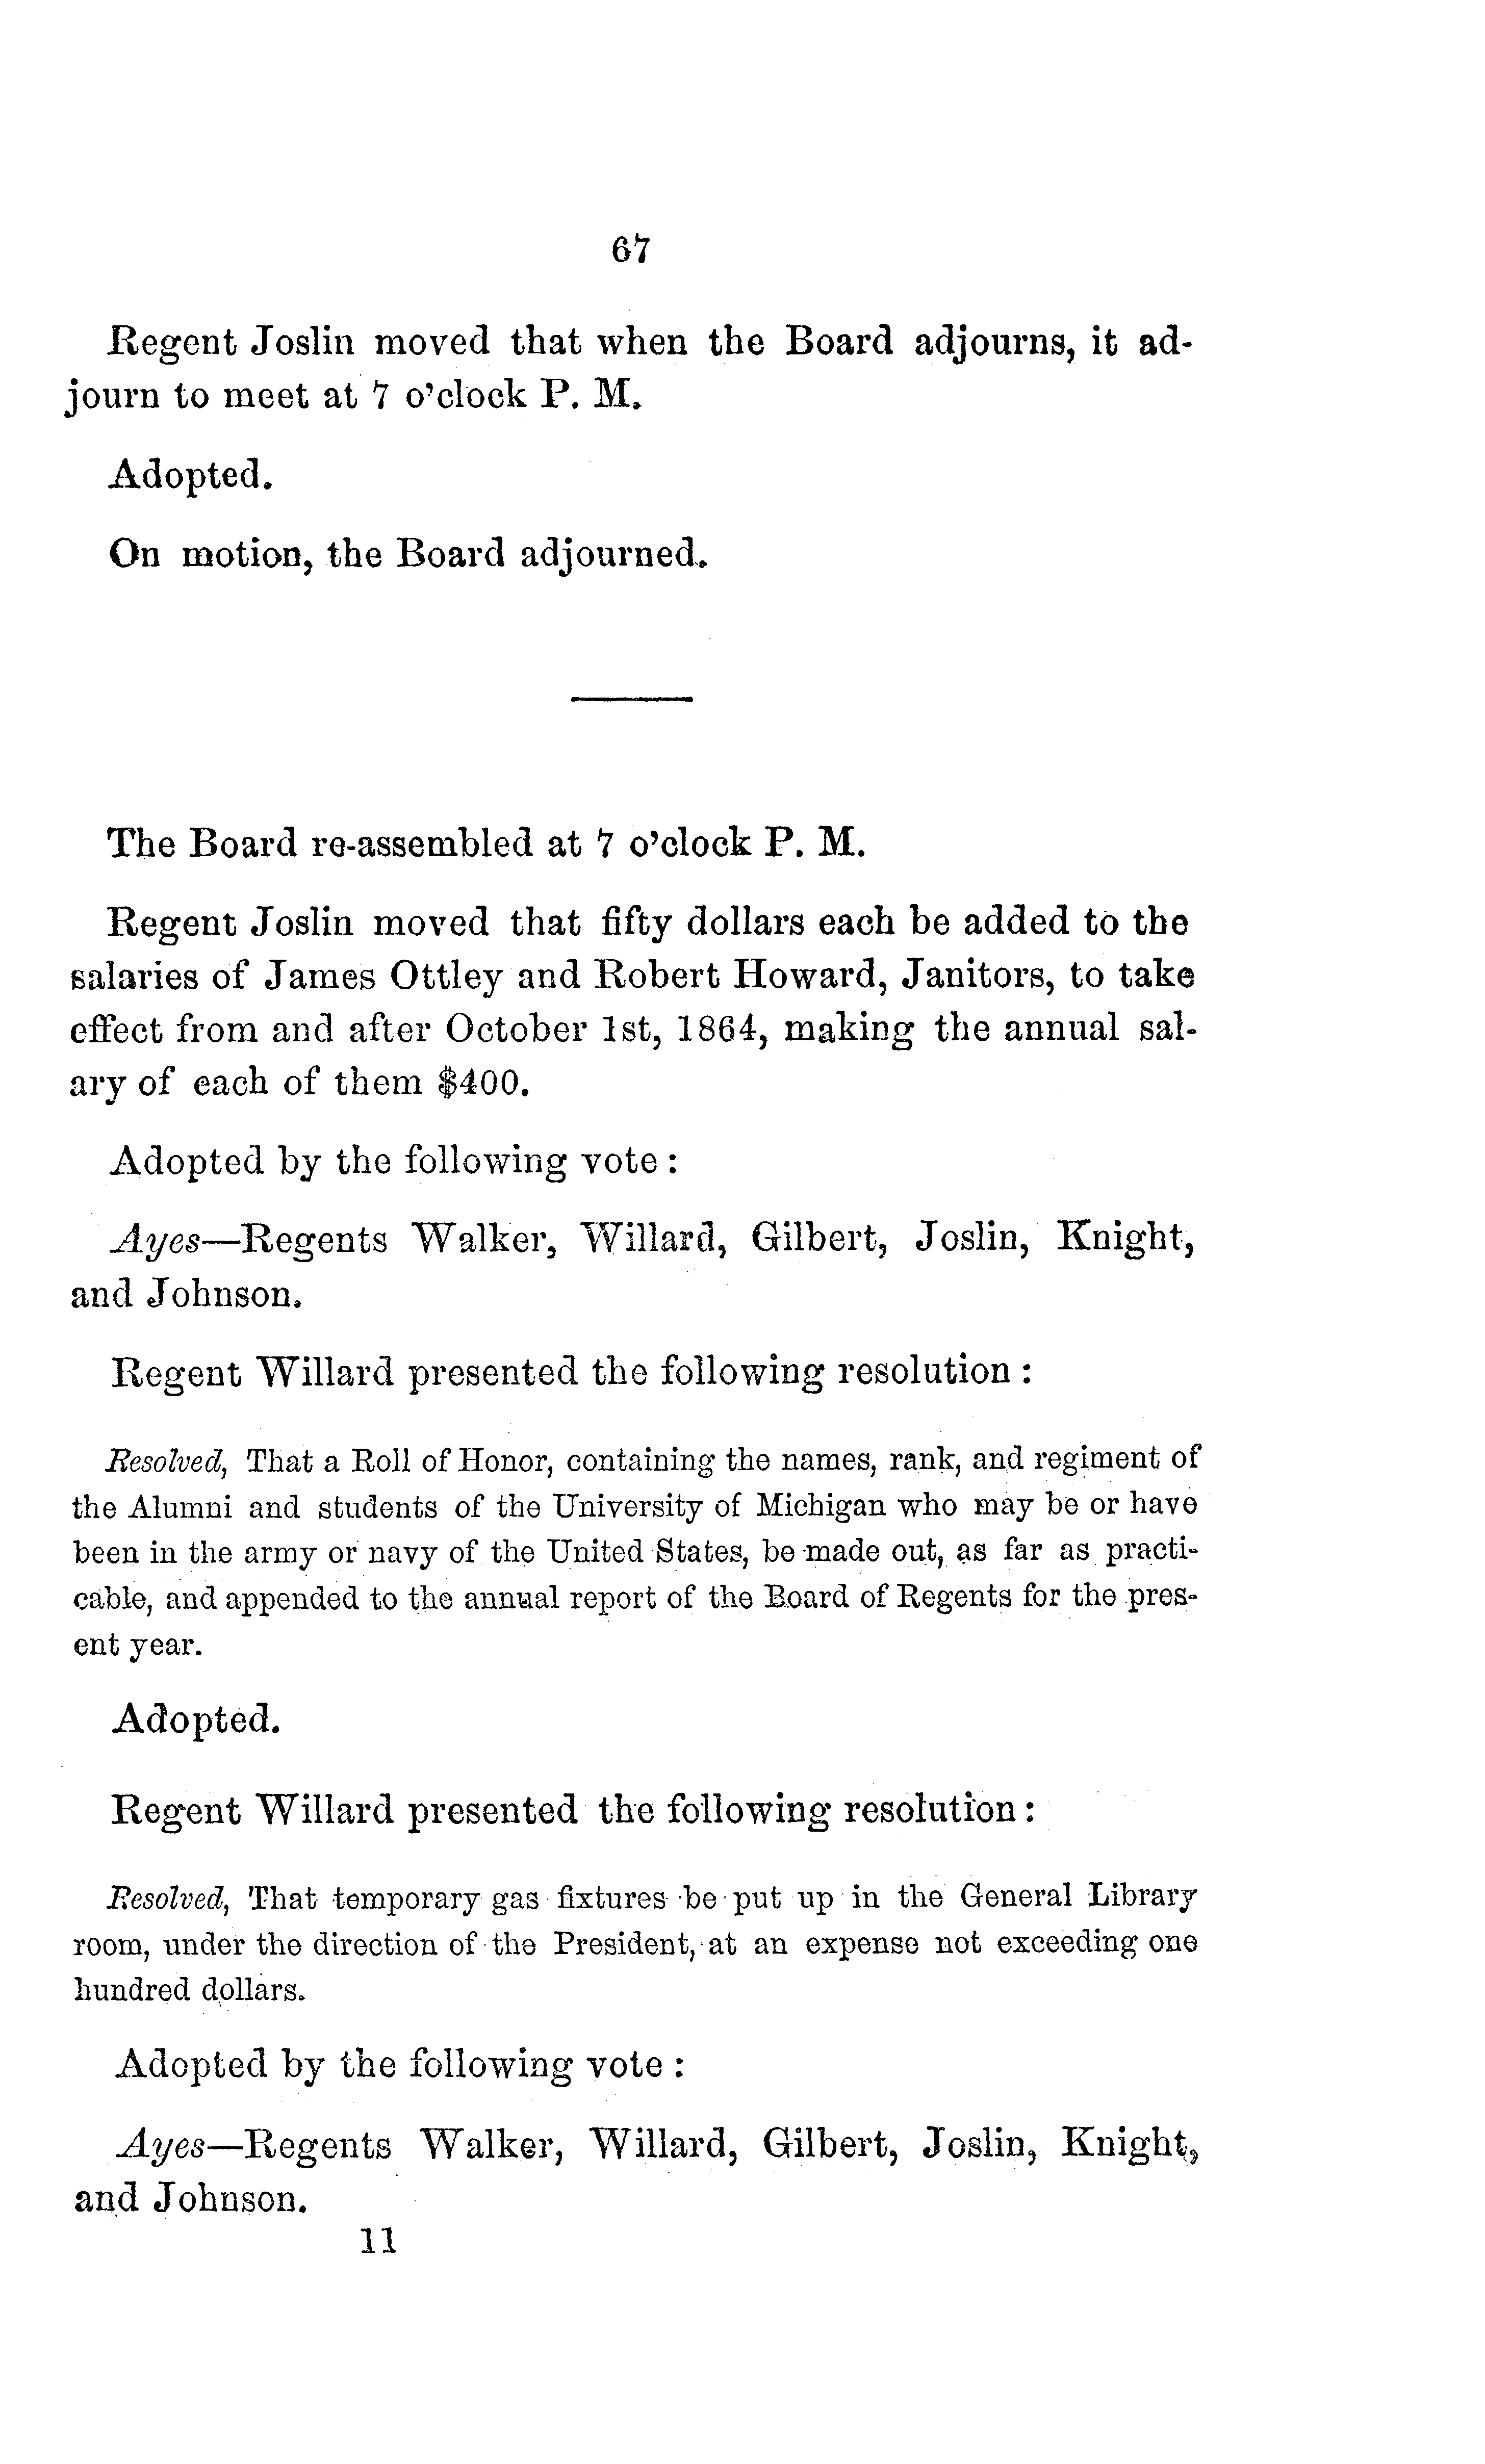 67
Regent Joslin moved that when the Board adjourns, it ad-
journ to meet at 7 o'clock P. M.
Adopted.
On motion, the Board adjourned.
The Board re-assembled at 7 o'clock P. M.
Regent Joslin moved that fifty dollars each be added to the
salaries of James Ottley and Robert Howard, Janitors, to take
effect from and after October 1st, 1864, making the annual sal-
ary of each of them $400.
Adopted by the following vote :
Ayes—Regents Walker, Willard, Gilbert, Joslin, Knight,
and Johnson.
Regent Willard presented the following resolution :
Resolved, That a Roll of Honor, containing the names, rank, and regiment of
the Alumni and students of the University of Michigan who may be or have
been in the army or navy of the United States, be made out, as far as practi-
cable, and appended to the annual report of the Board of Regents for the pres-
ent year.
Adopted.
Regent Willard presented the following resolution :
Resolved, That temporary gas fixtures be put up in the General Library
room, under the direction of the President, at an expense not exceeding one
hundred dollars.
Adopted by the following vote :
Ayes—Regents Walker, Willard, Gilbert, Joslin, Knight,
and Johnson.
11